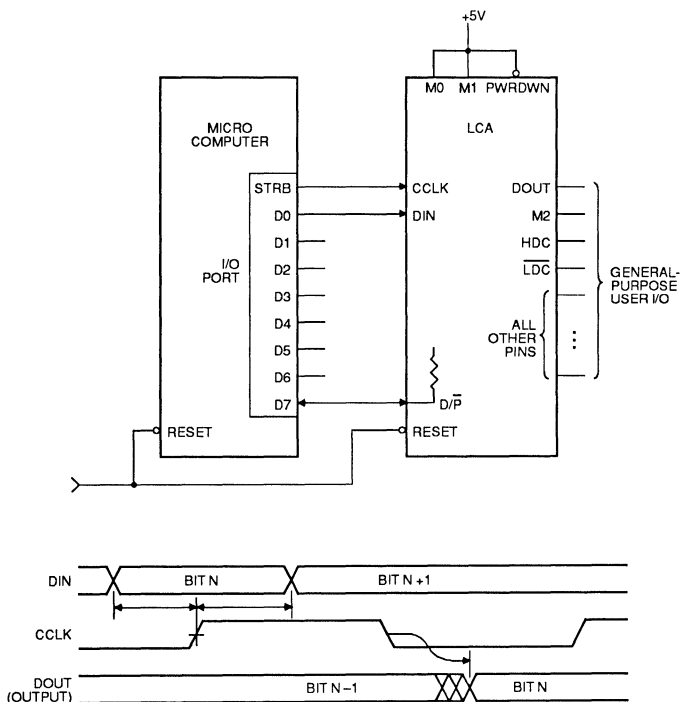 +5V
M0 M1 PWRDWN
MICRO
COMPUTER
LCA
STRB
CCLK
DOUT
D0
DIN
M2
D1
HDC
I/O
PORT
D2
LDC
GENERAL-
PURPOSE
USER I/O
D3
D4
ALL
OTHER
PINS
D5
D6
D7
D/P
RESET
RESET
DIN
BIT N
BIT N+1
CCLK
DOUT
(OUTPUT)
BIT N–1
BIT N